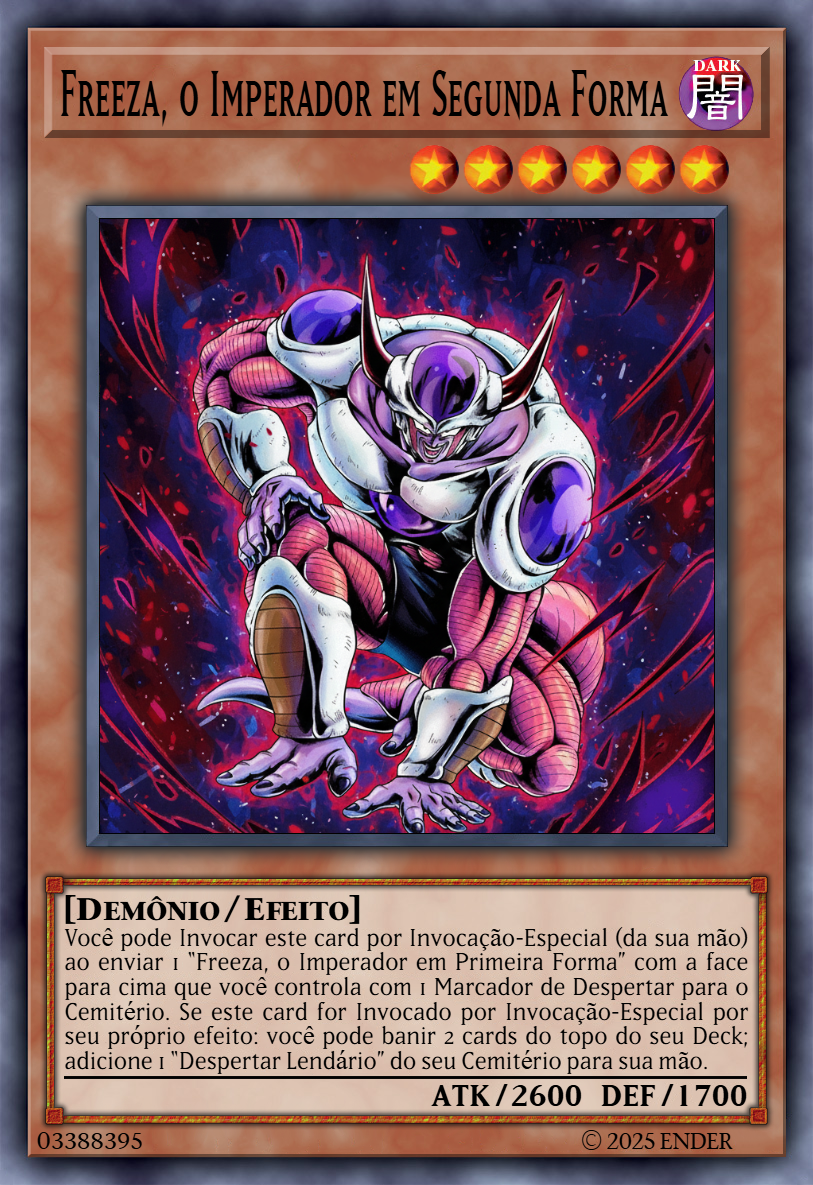 Freeza, o Imperador em Segunda Forma
DARK
闇
[Demônio / Efeito]
Você pode Invocar este card por Invocação-Especial (da sua mão)
ao enviar 1 "Freeza, o Imperador em Primeira Forma" com a face
para cima que você controla com 1 Marcador de Despertar para o
Cemitério. Se este card for Invocado por Invocação-Especial por
seu próprio efeito: você pode banir 2 cards do topo do seu Deck;
adicione 1 "Despertar Lendário" do seu Cemitério para sua mão.
ATK/2600 DEF/1700
03388395
© 2025 ENDER